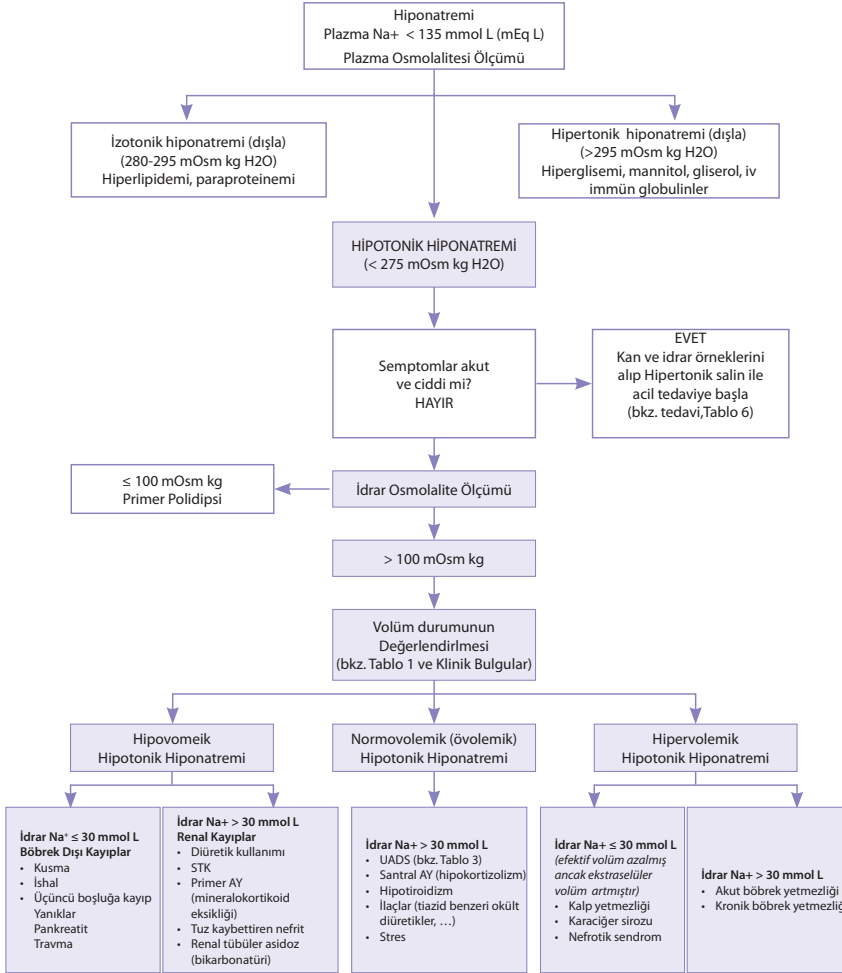 Hiponatremi
Plazma Na+ < 135 mmol L (mEq L)
Plazma Osmolalitesi Ölçümü
İzotonik hiponatremi (dışla)
(280-295 mOsm kg H2O)
Hiperlipidemi, paraproteinemi
Hipertonik hiponatremi (dışla)
(>295 mOsm kg H2O)
Hiperglisemi, mannitol, gliserol, iv
immün globulinler
HİPOTONİK HİPONATREMİ
(< 275 mOsm kg H2O)
Semptomlar akut
ve ciddi mi?
HAYIR
EVET
Kan ve idrar örneklerini
alıp Hipertonik salin ile
acil tedaviye başla
(bkz. tedavi,Tablo 6)
≤ 100 mOsm kg
Primer Polidipsi
İdrar Osmolalite Ölçümü
> 100 mOsm kg
Volüm durumunun
Değerlendirlmesi
(bkz. Tablo 1 ve Klinik Bulgular)
Hipovomeik
Hipotonik Hiponatremi
Normovolemik (övolemik)
Hipotonik Hiponatremi
Hipervolemik
Hipotonik Hiponatremi
İdrar Na⁺ ≤ 30 mmol L
Böbrek Dışı Kayıplar
• Kusma
• İshal
• Üçüncü boşluğa kayıp
Yanıklar
Pankreatit
Travma
İdrar Na+ > 30 mmol L
Renal Kayıplar
• Diüretik kullanımı
• STK
• Primer AY
(mineralokortikoid
eksikliği)
• Tuz kaybettiren nefrit
• Renal tübüler asidoz
(bikarbonatüri)
İdrar Na+ > 30 mmol L
• UADS (bkz. Tablo 3)
• Santral AY (hipokortizolizm)
• Hipotiroidizm
• İlaçlar (tiazid benzeri okült
diüretikler, …)
• Stres
İdrar Na+ ≤ 30 mmol L
(efektif volüm azalmış
ancak ekstraselüler
volüm artmıştır)
• Kalp yetmezliği
• Karaciğer sirozu
• Nefrotik sendrom
İdrar Na+ > 30 mmol L
• Akut böbrek yetmezliği
• Kronik böbrek yetmezliğ